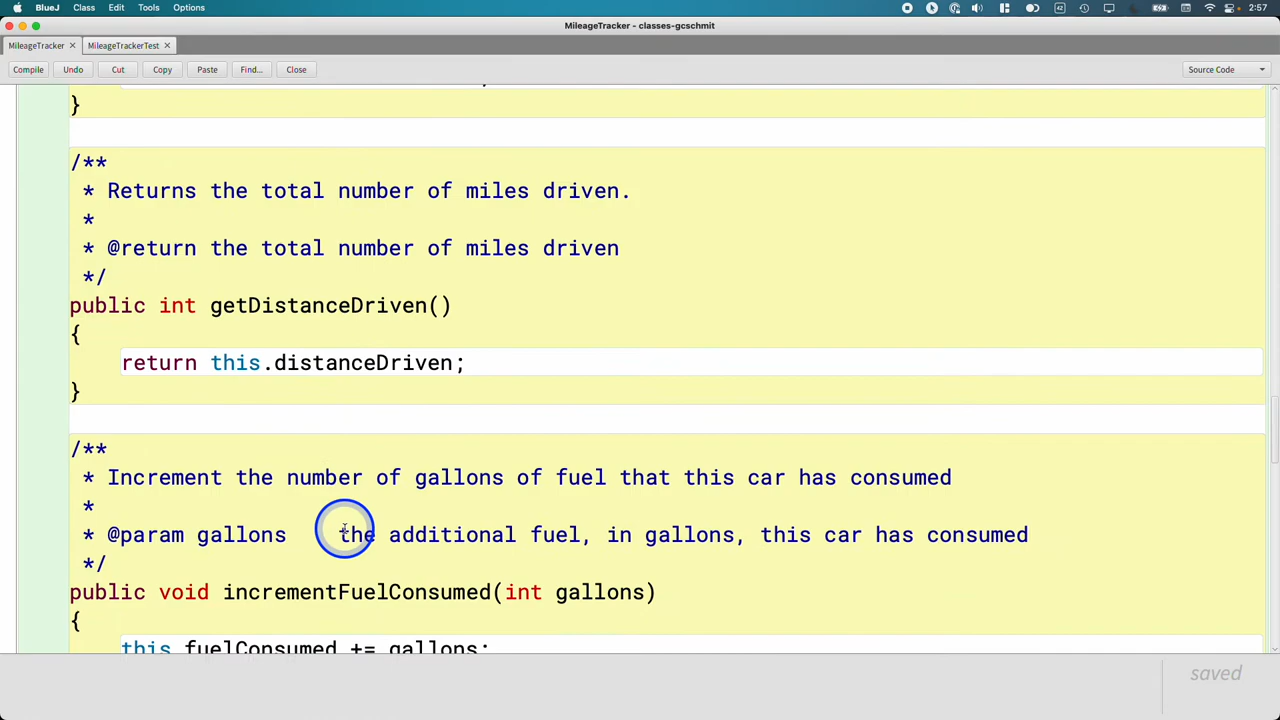 BlueJ Class Edit Tools Options 2:57
MileageTracker - classes-gcschmit
MileageTracker × MileageTrackerTest ×
Compile Undo Cut Copy Paste Find... Close Source Code
}
/**
* Returns the total number of miles driven.
*
* @return the total number of miles driven
*/
public int getDistanceDriven()
{
return this.distanceDriven;
}
/**
* Increment the number of gallons of fuel that this car has consumed
*
* @param gallons the additional fuel, in gallons, this car has consumed
*/
public void incrementFuelConsumed(int gallons)
{
this.fuelConsumed += gallons;
saved